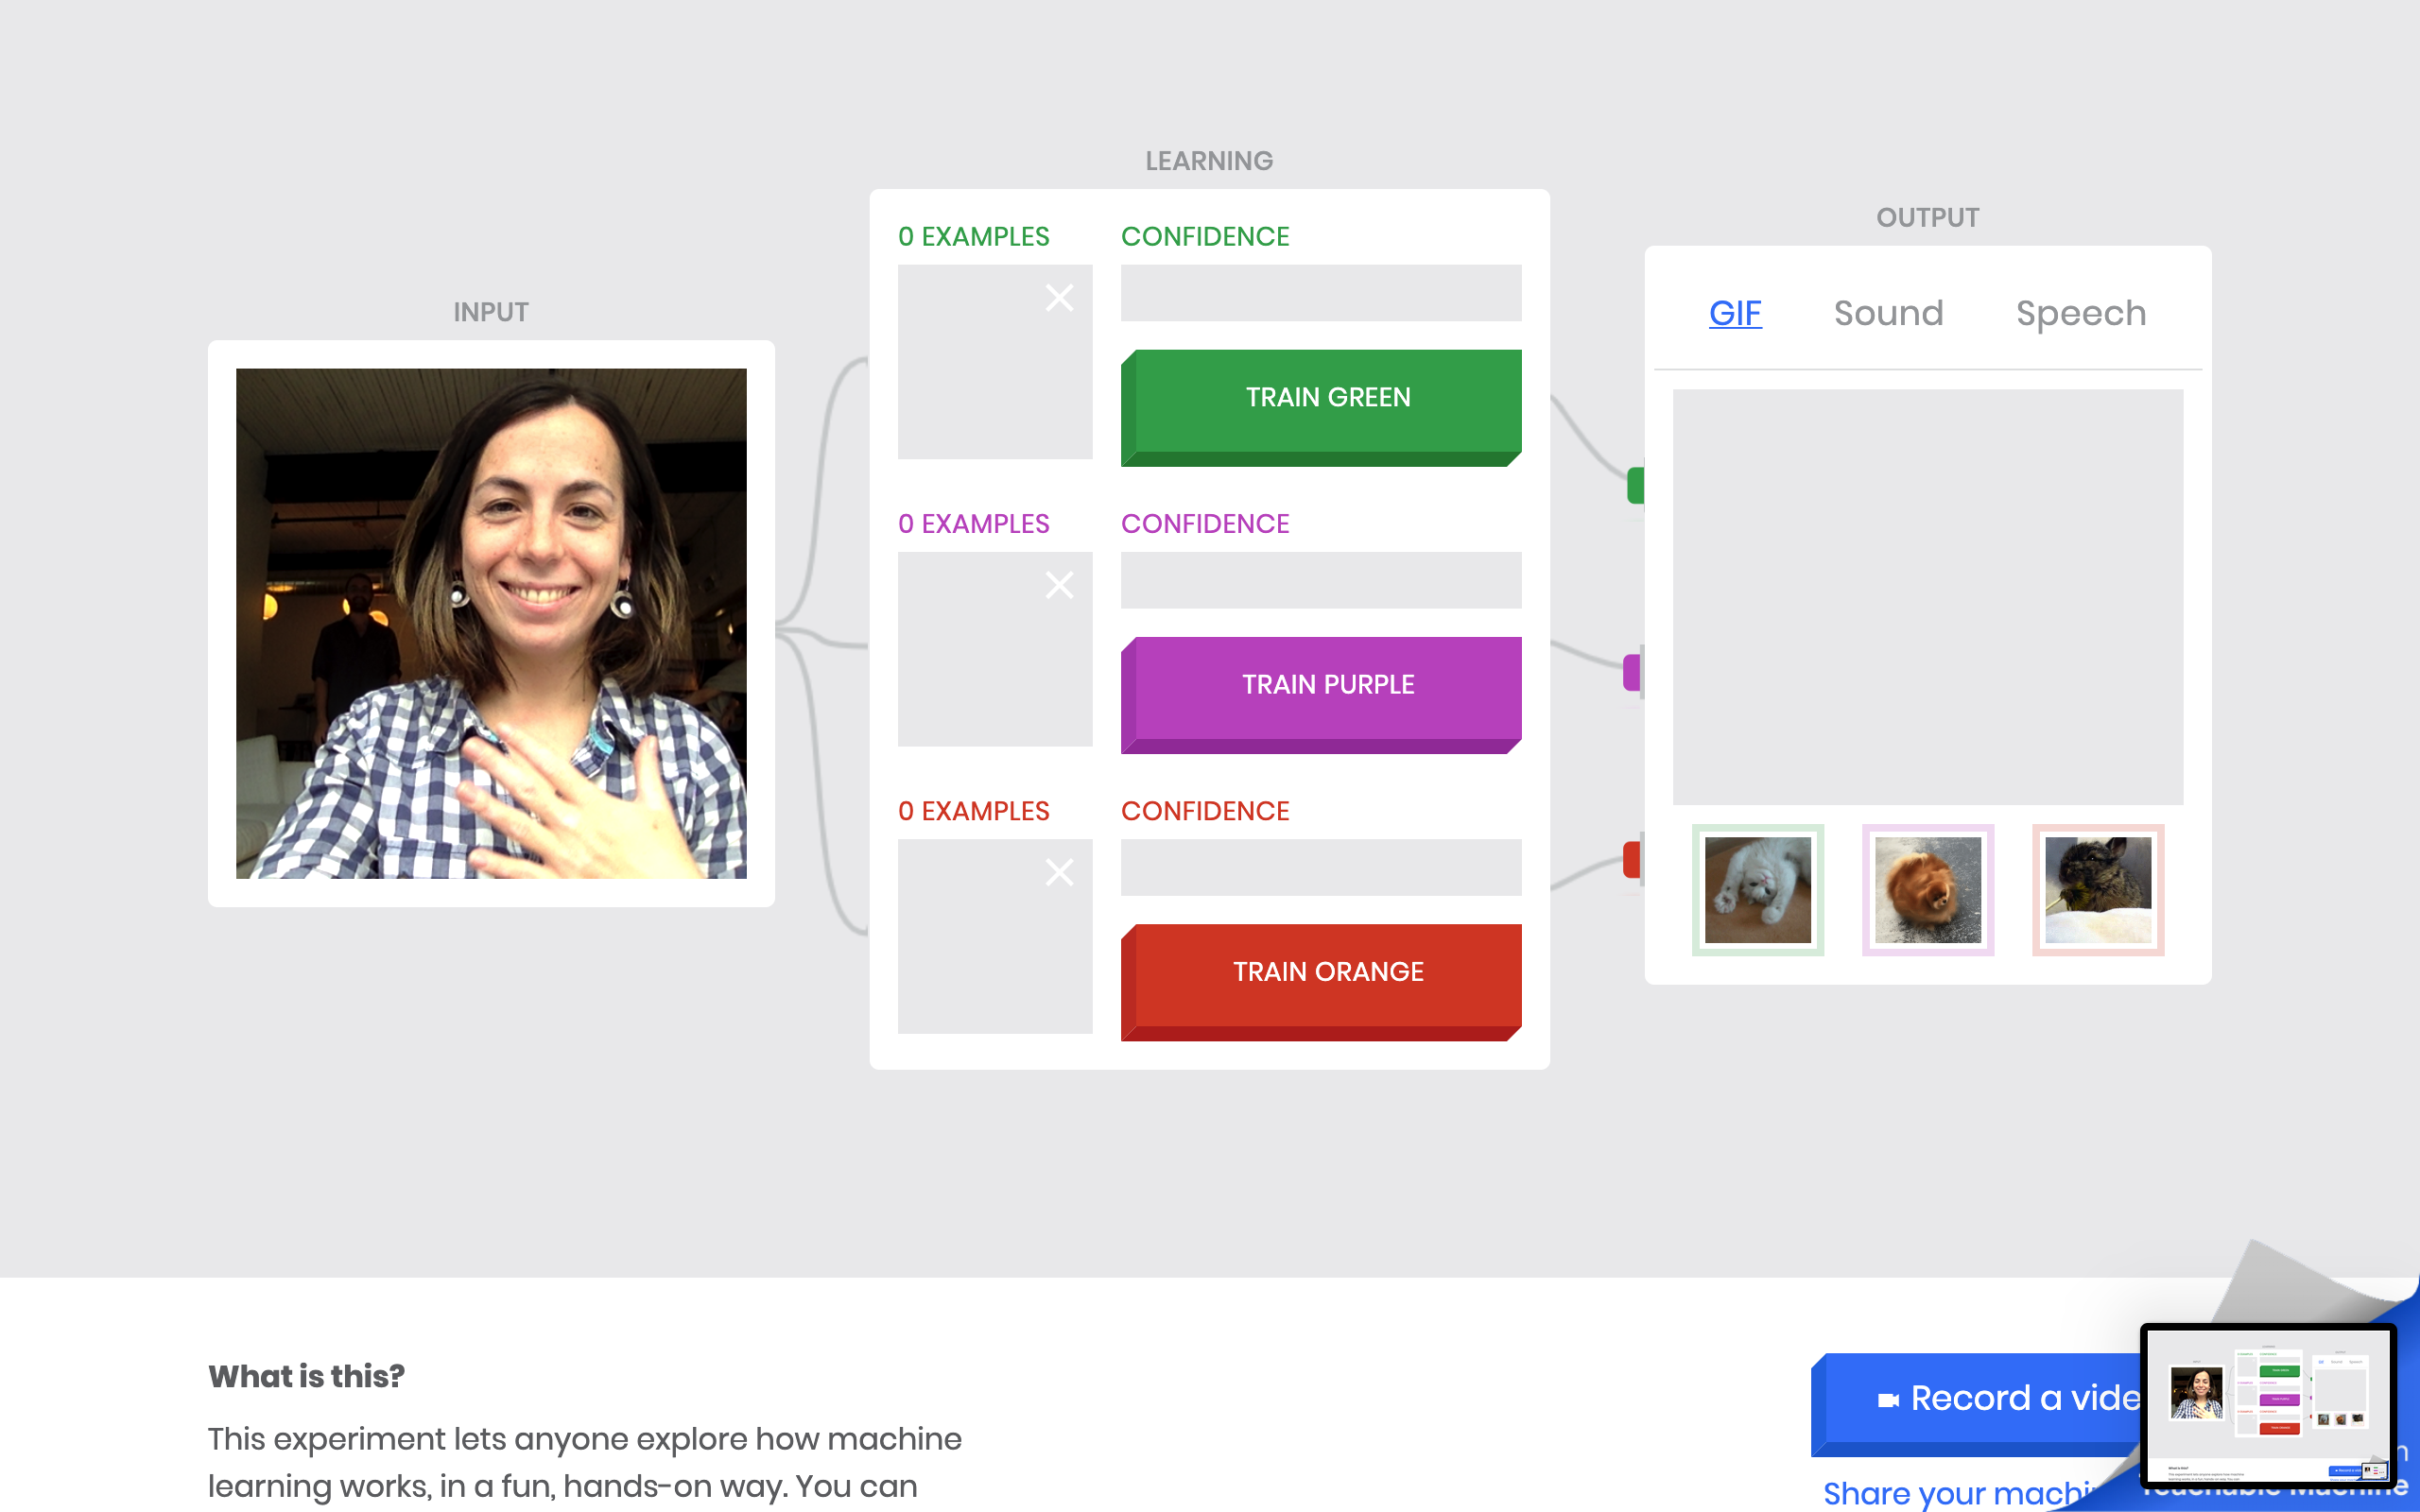 LEARNING
OUTPUT
INPUT
0 EXAMPLES
CONFIDENCE
TRAIN GREEN
0 EXAMPLES
CONFIDENCE
TRAIN PURPLE
0 EXAMPLES
CONFIDENCE
TRAIN ORANGE
GIF Sound Speech
What is this?
This experiment lets anyone explore how machine
learning works, in a fun, hands-on way. You can
Record a vide
Share your machi